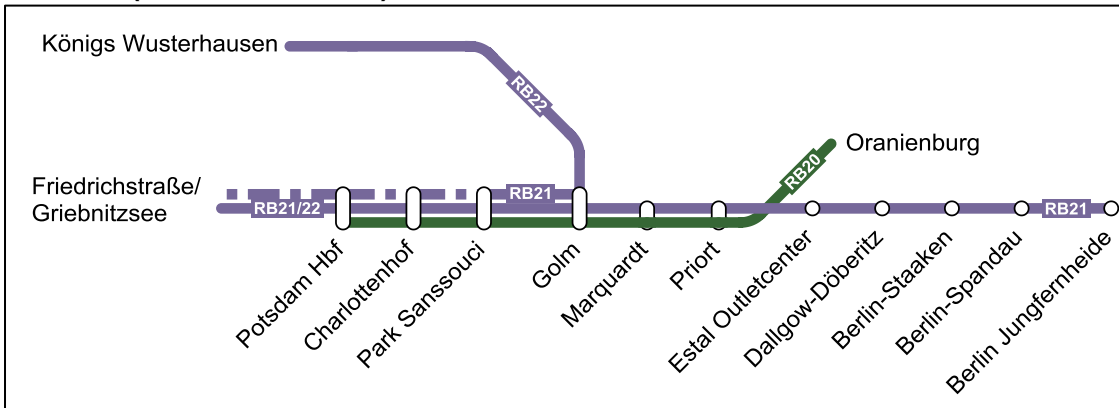 Königs Wusterhausen
RB22
Oranienburg
RB20
Friedrichstraße/
Griebnitzsee
RB21
RB21/22
RB21
Potsdam Hbf
Charlottenhof
Park Sanssouci
Golm
Marquardt
Priort
Estal Outletcenter
Dallgow-Döberitz
Berlin-Staaken
Berlin-Spandau
Berlin Jungfernheide